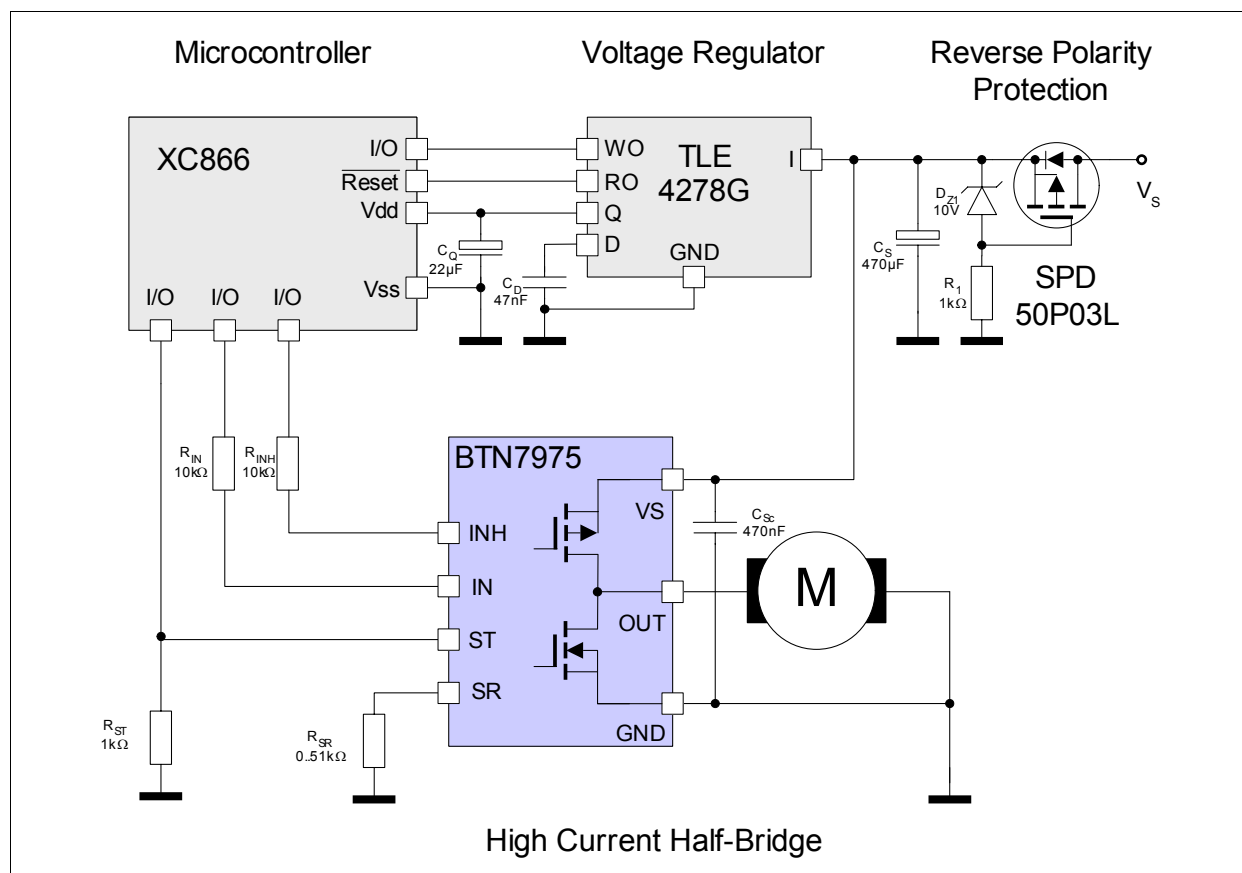 Microcontroller
Voltage Regulator
Reverse Polarity
Protection
XC866
I/O
Reset
Vdd
Vss
I/O
I/O
I/O
WO
RO
Q
D
TLE
4278G
GND
I
C_Q
22µF
C_D
47nF
C_S
470µF
D_Z1
10V
R_1
1kΩ
V_S
SPD
50P03L
R_IN
10kΩ
R_INH
10kΩ
BTN7975
INH
IN
ST
SR
VS
OUT
GND
C_Sc
470nF
M
R_ST
1kΩ
R_SR
0..51kΩ
High Current Half-Bridge